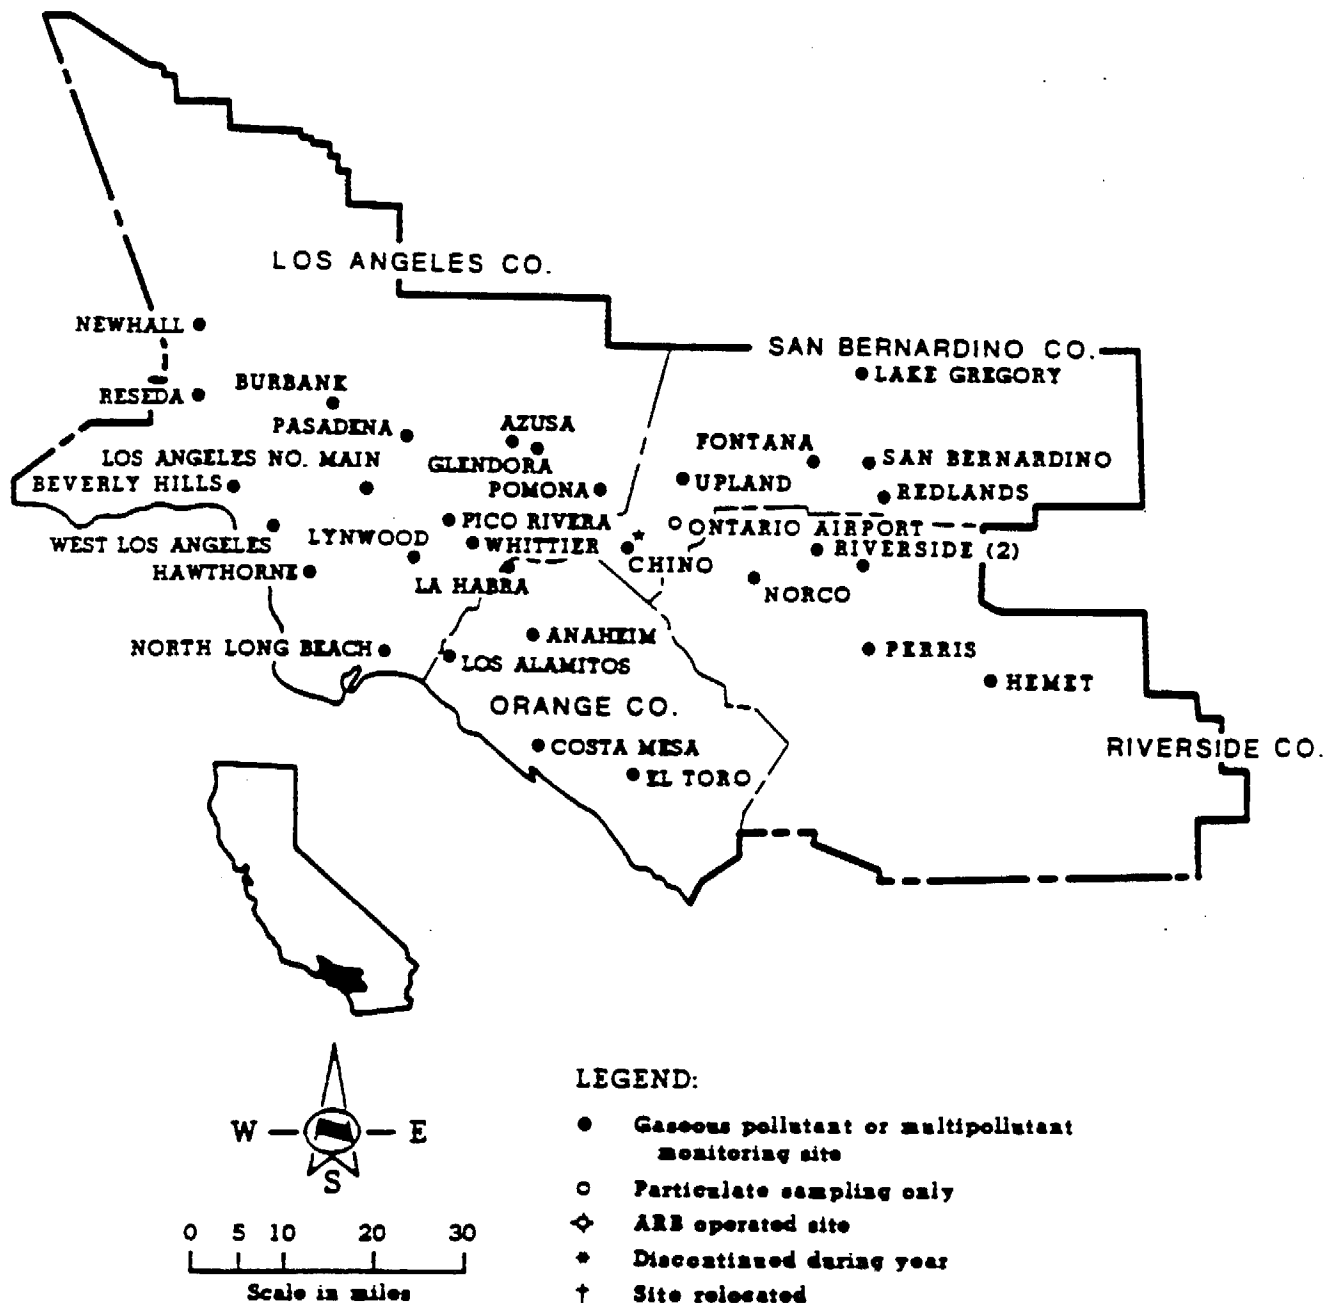 LOS ANGELES CO.
NEWHALL
SAN BERNARDINO CO.
LAKE GREGORY
RESEDA
BURBANK
PASADENA
AZUSA
FONTANA
LOS ANGELES NO. MAIN
GLENDORA
SAN BERNARDINO
BEVERLY HILLS
POMONA
UPLAND
REDLANDS
PICO RIVERA
ONTARIO AIRPORT
WEST LOS ANGELES
LYNWOOD
WHITTIER
*
RIVERSIDE (2)
HAWTHORNE
CHINO
LA HABRA
NORCO
NORTH LONG BEACH
ANAHEIM
PERRIS
LOS ALAMITOS
HEMET
ORANGE CO.
COSTA MESA
RIVERSIDE CO.
EL TORO
LEGEND:
W E
S
Gaseous pollutant or multipollutant
monitoring site
Particulate sampling only
ARB operated site
* Discontinued during year
† Site relocated
0 5 10 20 30
Scale in miles